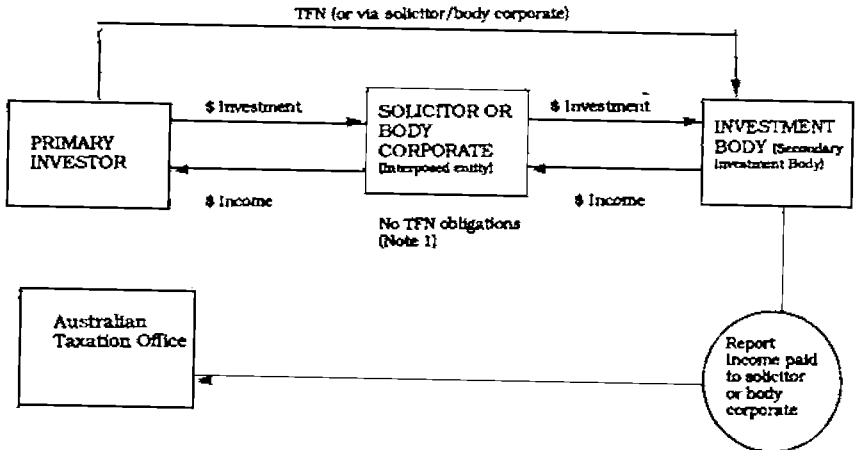 TFN (or via solicitor/body corporate)
$ Investment
$ Investment
PRIMARY
INVESTOR
SOLICITOR OR
BODY
CORPORATE
(Interposed entity)
INVESTMENT
BODY (Secondary
Investment Body)
$ Income
$ Income
No TFN obligations
(Note 1)
Australian
Taxation Office
Report
income paid
to solicitor
or body
corporate